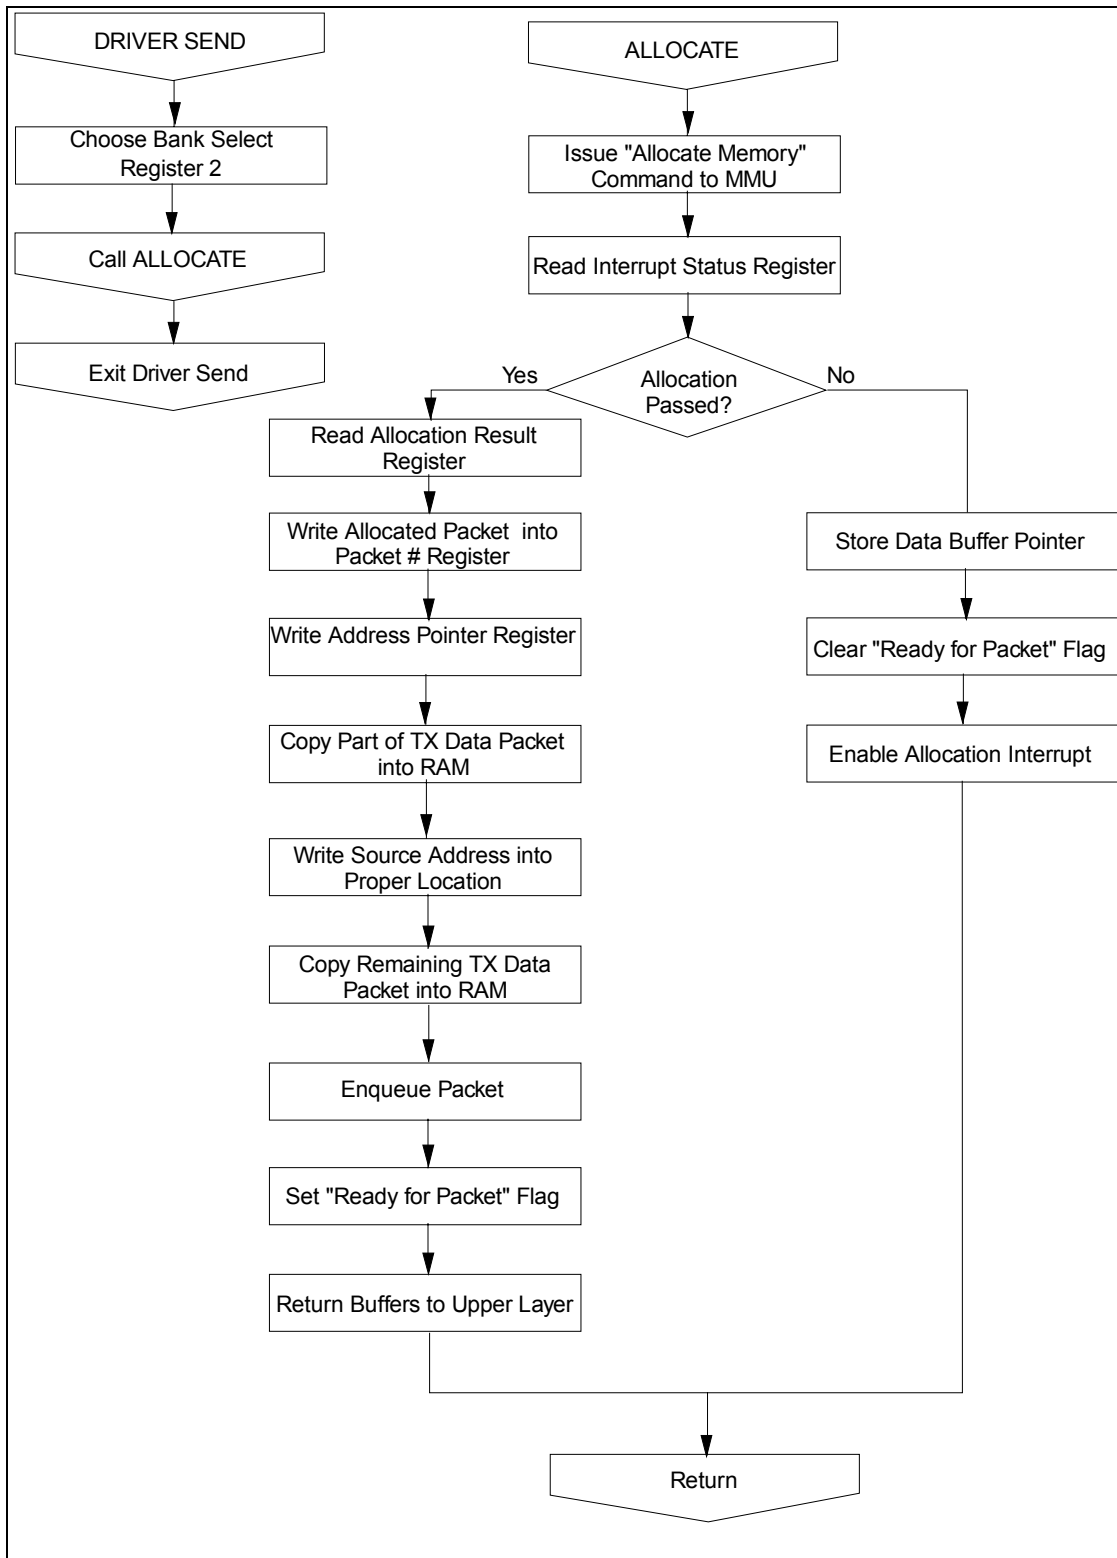 DRIVER SEND
Choose Bank Select
Register 2
Call ALLOCATE
Exit Driver Send
ALLOCATE
Issue "Allocate Memory"
Command to MMU
Read Interrupt Status Register
Allocation
Passed?
Yes
No
Read Allocation Result
Register
Write Allocated Packet into
Packet # Register
Write Address Pointer Register
Copy Part of TX Data Packet
into RAM
Write Source Address into
Proper Location
Copy Remaining TX Data
Packet into RAM
Enqueue Packet
Set "Ready for Packet" Flag
Return Buffers to Upper Layer
Store Data Buffer Pointer
Clear "Ready for Packet" Flag
Enable Allocation Interrupt
Return